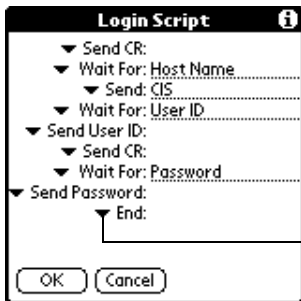 Login Script
Send CR:
Wait For: Host Name
Send: CIS
Wait For: User ID
Send User ID:
Send CR:
Wait For: Password
Send Password:
End:
OK Cancel